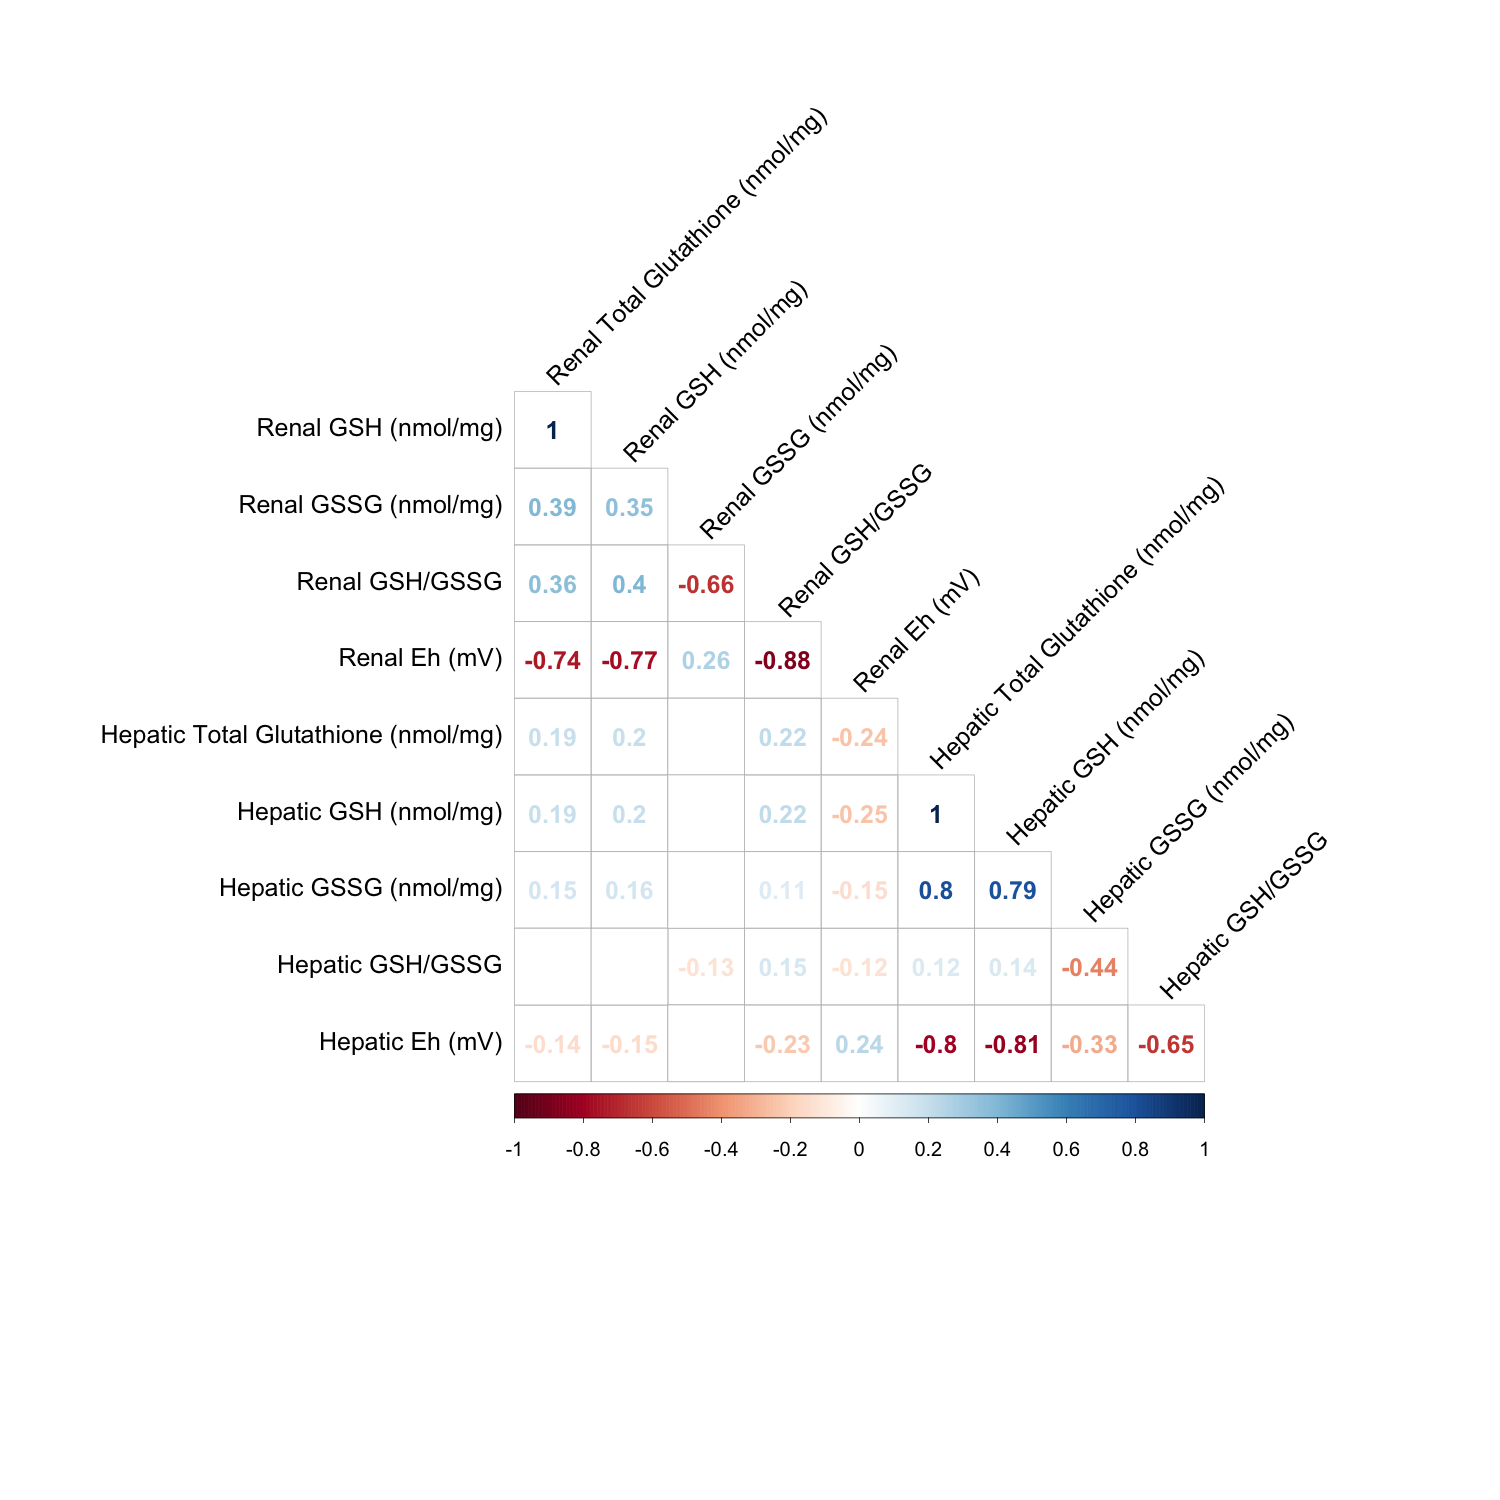 Renal Total Glutathione (nmol/mg)
Renal GSH (nmol/mg)
Renal GSSG (nmol/mg)
Renal GSH/GSSG
Renal Eh (mV)
Hepatic Total Glutathione (nmol/mg)
Hepatic GSH (nmol/mg)
Hepatic GSSG (nmol/mg)
Hepatic GSH/GSSG
Renal GSH (nmol/mg) 1
Renal GSSG (nmol/mg) 0.39 0.35
Renal GSH/GSSG 0.36 0.4 -0.66
Renal Eh (mV) -0.74 -0.77 0.26 -0.88
Hepatic Total Glutathione (nmol/mg) 0.19 0.2 0.22 -0.24
Hepatic GSH (nmol/mg) 0.19 0.2 0.22 -0.25 1
Hepatic GSSG (nmol/mg) 0.15 0.16 0.11 -0.15 0.8 0.79
Hepatic GSH/GSSG -0.13 0.15 -0.12 0.12 0.14 -0.44
Hepatic Eh (mV) -0.14 -0.15 -0.23 0.24 -0.8 -0.81 -0.33 -0.65
-1 -0.8 -0.6 -0.4 -0.2 0 0.2 0.4 0.6 0.8 1